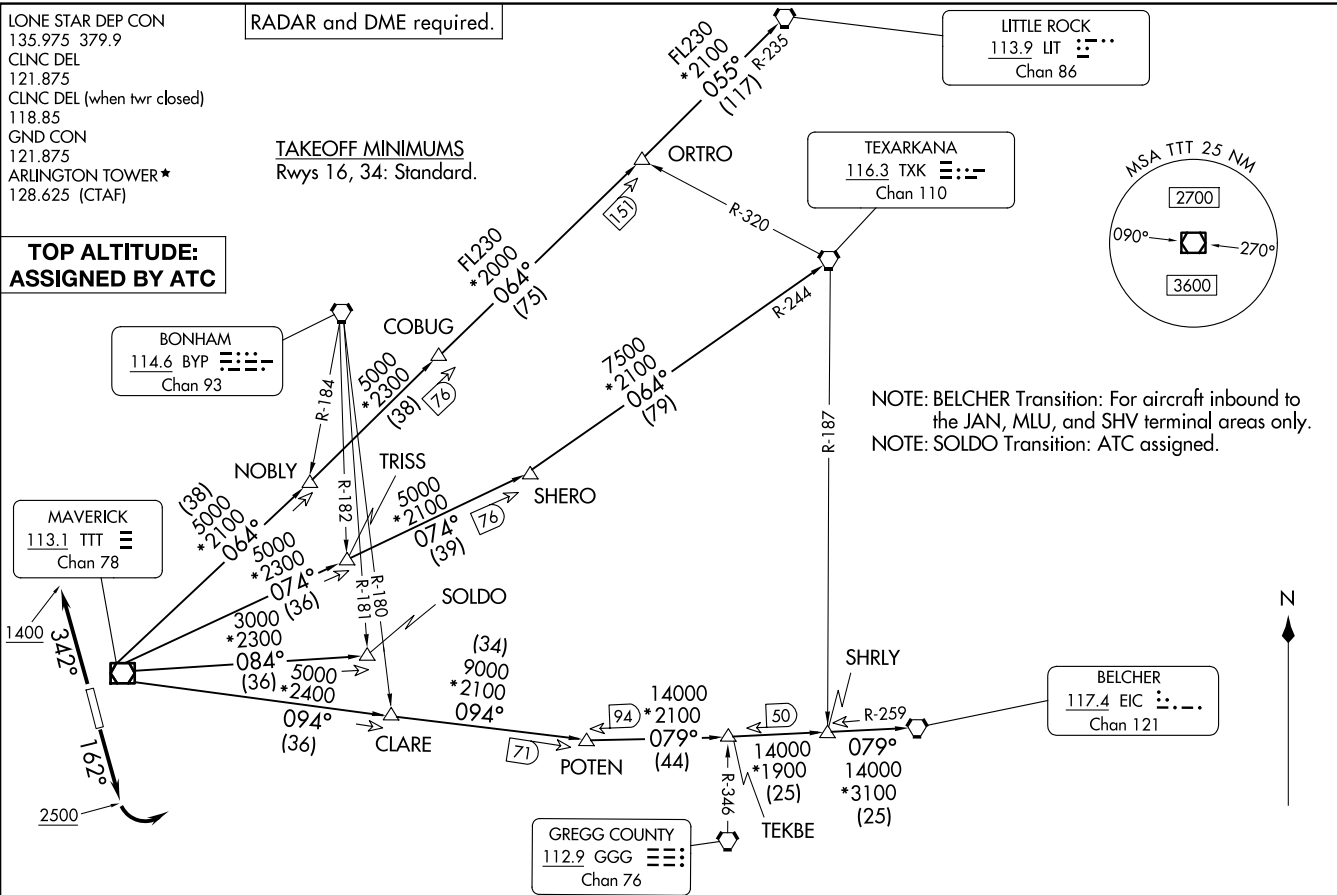 LONE STAR DEP CON
135.975 379.9
CLNC DEL
121.875
CLNC DEL (when twr closed)
118.85
GND CON
121.875
ARLINGTON TOWER★
128.625 (CTAF)
RADAR and DME required.
TAKEOFF MINIMUMS
Rwys 16, 34: Standard.
TOP ALTITUDE:
ASSIGNED BY ATC
LITTLE ROCK
113.9 LIT
Chan 86
FL230
*2100
055°
(117)
R-235
ORTRO
151
TEXARKANA
116.3 TXK
Chan 110
R-320
MSA TTT 25 NM
2700
090°
270°
3600
FL230
*2000
064°
(75)
COBUG
BONHAM
114.6 BYP
Chan 93
5000
*2300
(38)
76
R-184
R-182
R-181
R-180
R-244
7500
*2100
064°
(79)
R-187
NOTE: BELCHER Transition: For aircraft inbound to
the JAN, MLU, and SHV terminal areas only.
NOTE: SOLDO Transition: ATC assigned.
NOBLY
TRISS
SHERO
5000
*2100
074°
(39)
76
MAVERICK
113.1 TTT
Chan 78
(38)
5000
*2100
064°
5000
*2300
074°
(36)
SOLDO
3000
*2300
084°
(36)
5000
*2400
094°
(36)
CLARE
(34)
9000
*2100
094°
71
POTEN
94
14000
*2100
079°
(44)
50
14000
*1900
(25)
TEKBE
SHRLY
R-259
079°
14000
*3100
(25)
BELCHER
117.4 EIC
Chan 121
R-346
GREGG COUNTY
112.9 GGG
Chan 76
1400
342°
162°
2500
N